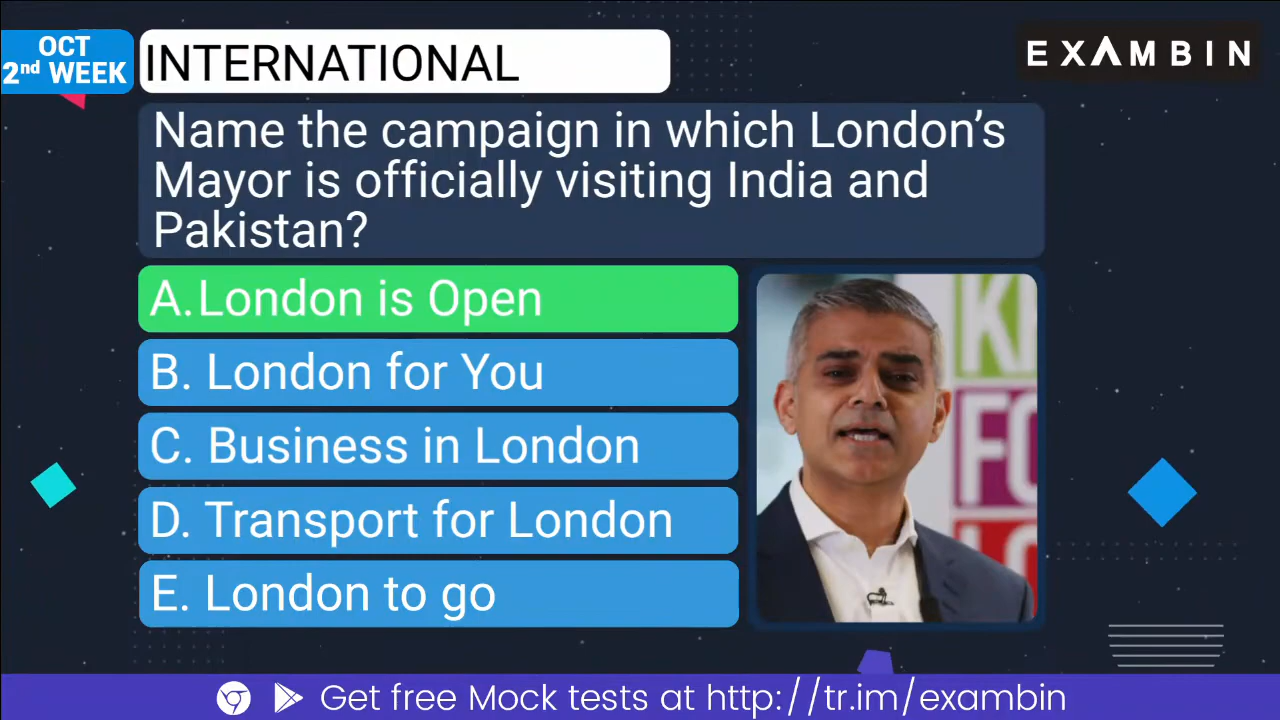 OCT
2nd WEEK
INTERNATIONAL
EXAMBIN
Name the campaign in which London’s
Mayor is officially visiting India and
Pakistan?
A.London is Open
B. London for You
C. Business in London
D. Transport for London
E. London to go
Get free Mock tests at http://tr.im/exambin